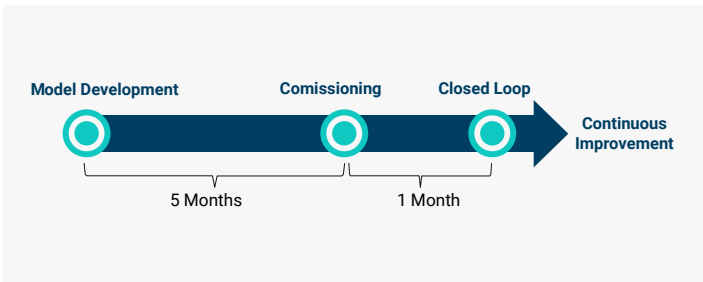 Model Development
Comissioning
Closed Loop
Continuous
Improvement
5 Months
1 Month